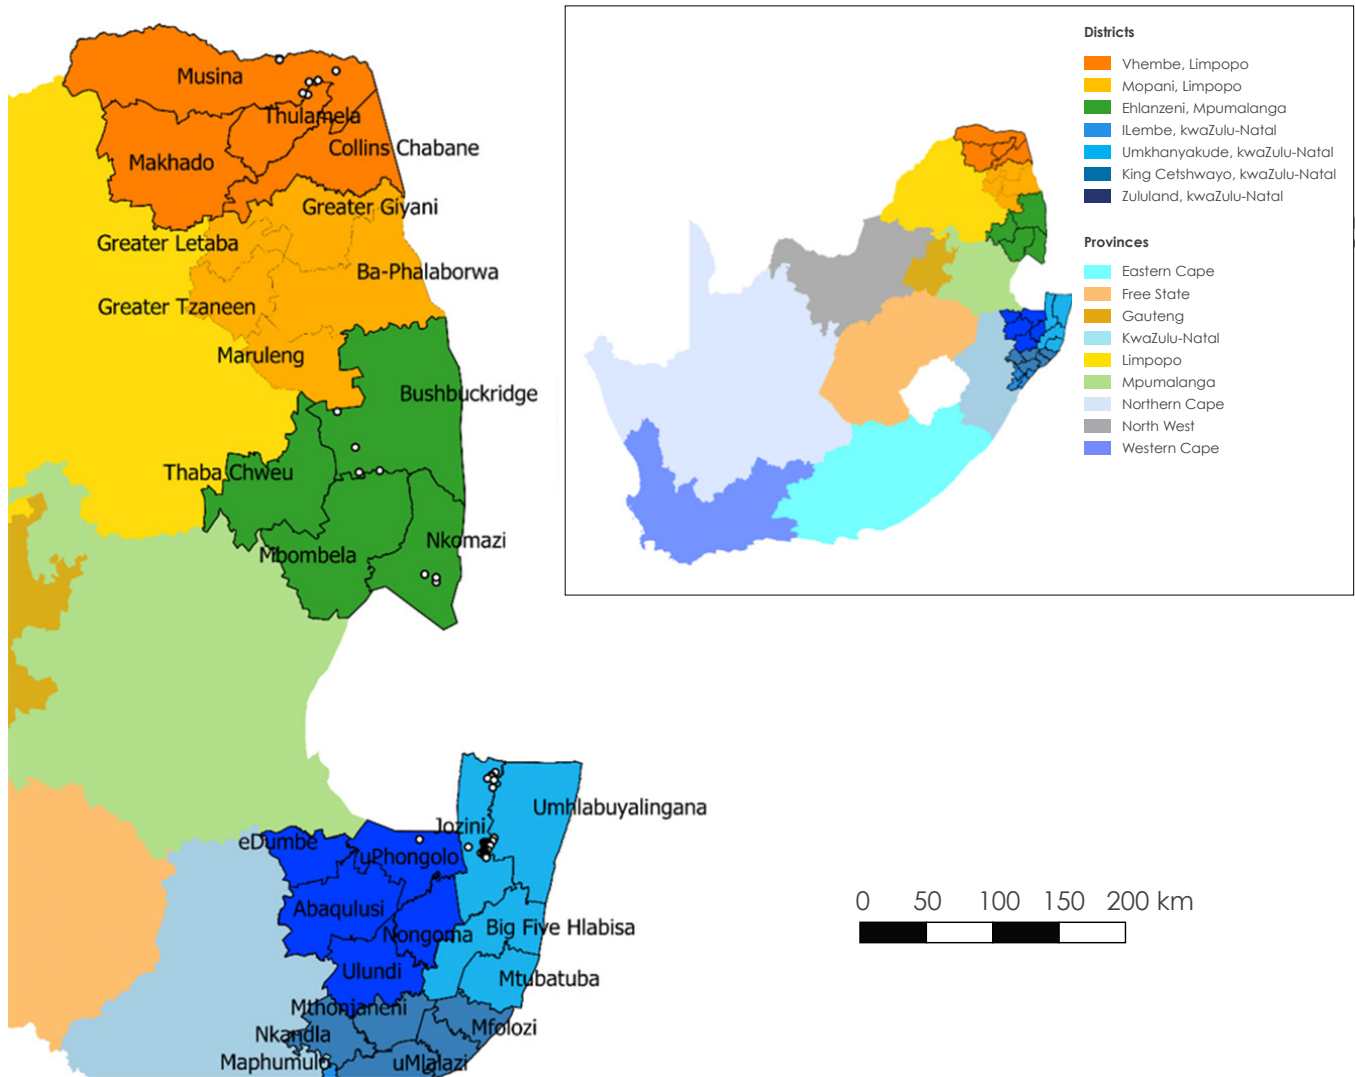 Musina
Thulamela
Makhado
Collins Chabane
Greater Giyani
Greater Letaba
Ba-Phalaborwa
Greater Tzaneen
Maruleng
Bushbuckridge
Thaba Chweu
Nkomazi
Mbombela
Umhlabuyalingana
Jozini
eDumbe
uPhongolo
Abaqulusi
Big Five Hlabisa
Nongoma
Ulundi
Mtubatuba
Mthonjaneni
Mfolozi
Nkandla
Maphumulo
uMlalazi
Districts
Vhembe, Limpopo
Mopani, Limpopo
Ehlanzeni, Mpumalanga
ILembe, kwaZulu-Natal
Umkhanyakude, kwaZulu-Natal
King Cetshwayo, kwaZulu-Natal
Zululand, kwaZulu-Natal
Provinces
Eastern Cape
Free State
Gauteng
KwaZulu-Natal
Limpopo
Mpumalanga
Northern Cape
North West
Western Cape
0 50 100 150 200 km